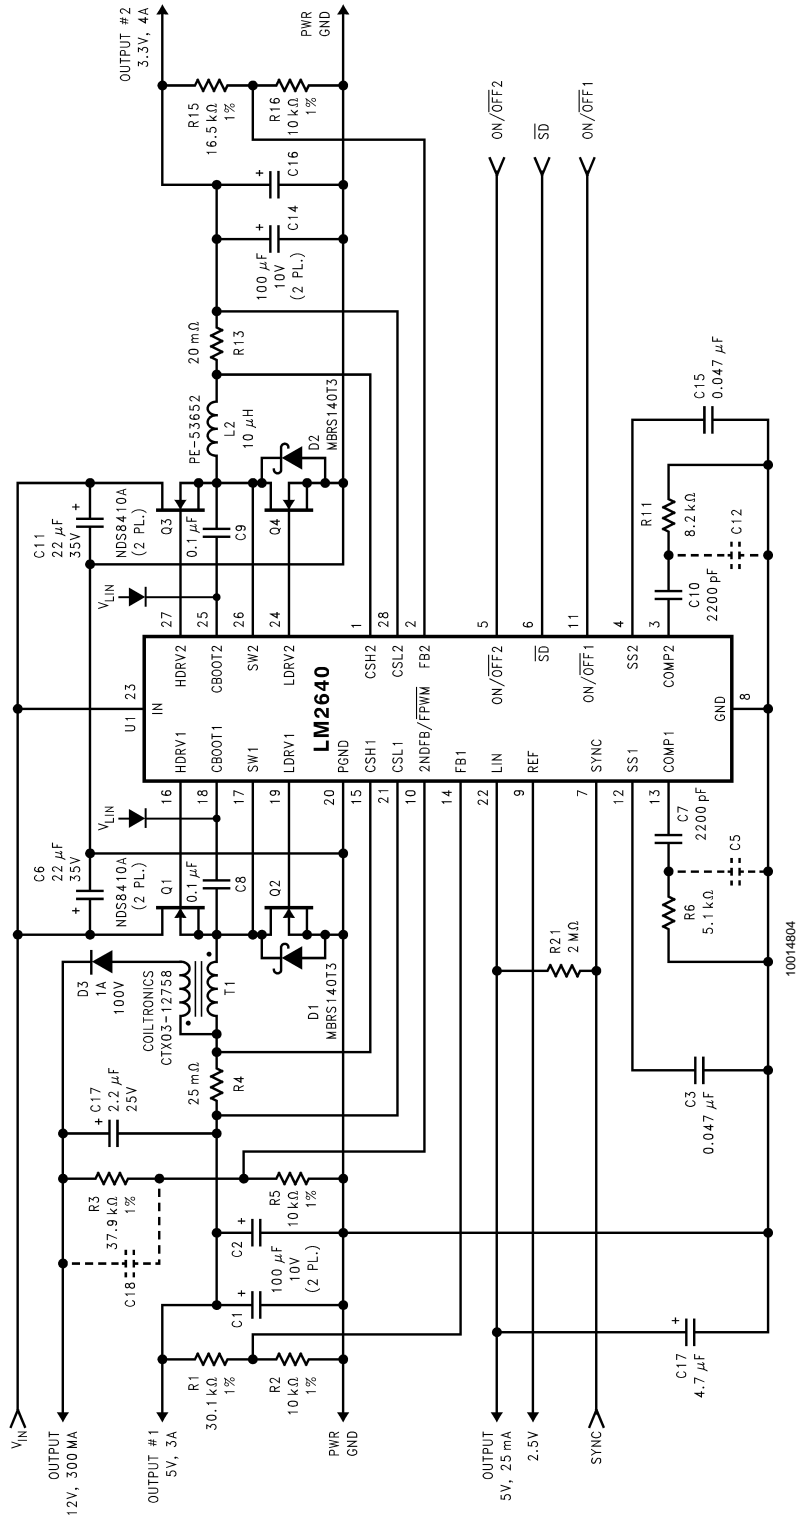 OUTPUT #2
3.3V, 4A
PWR
GND
R15
16.5 kΩ
1%
R16
10 kΩ
1%
ON/OFF2
SD
ON/OFF1
+
C16
+
C14
100 μF
10V
(2 PL.)
20 mΩ
R13
PE-53652
L2
10 μH
D2
MBRS140T3
C15
0.047 μF
C11
22 μF
35V
+
NDS8410A
(2 PL.)
Q3
0.1 μF
C9
Q4
R11
8.2 kΩ
C12
C10
2200 pF
VLIN
27
25
26
24
1
28
2
5
6
11
4
3
U1
23
IN
HDRV2
CBOOT2
SW2
LDRV2
CSH2
CSL2
FB2
ON/OFF2
SD
ON/OFF1
SS2
COMP2
LM2640
GND
8
HDRV1
CBOOT1
SW1
LDRV1
PGND
CSH1
CSL1
2NDFB/FPWM
FB1
LIN
REF
SYNC
SS1
COMP1
16
18
17
19
20
15
21
10
14
22
9
7
12
13
VLIN
C6
22 μF
35V
+
NDS8410A
(2 PL.)
Q1
0.1 μF
C8
Q2
C7
2200 pF
C5
R6
5.1 kΩ
R21
2 MΩ
D3
1A
100V
COILTRONICS
CTX03-12758
T1
D1
MBRS140T3
10014804
25 mΩ
R4
+
C17
2.2 μF
25V
C3
0.047 μF
R3
37.9 kΩ
1%
R5
10 kΩ
1%
C18
C2
+
100 μF
10V
(2 PL.)
C1
+
R1
30.1 kΩ
1%
R2
10 kΩ
1%
+
C17
4.7 μF
VIN
OUTPUT
12V, 300MA
OUTPUT #1
5V, 3A
PWR
GND
OUTPUT
5V, 25 mA
2.5V
SYNC